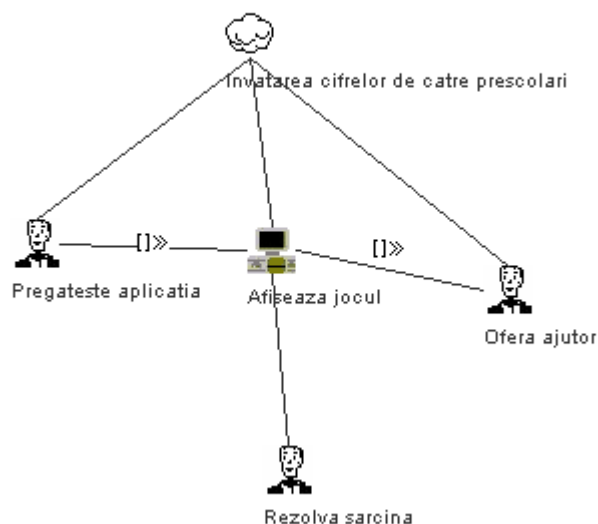 Invatarea cifrelor de catre prescolari
[]»
[]»
Pregateste aplicatia
Afiseaza jocul
Ofera ajutor
Rezolva sarcina